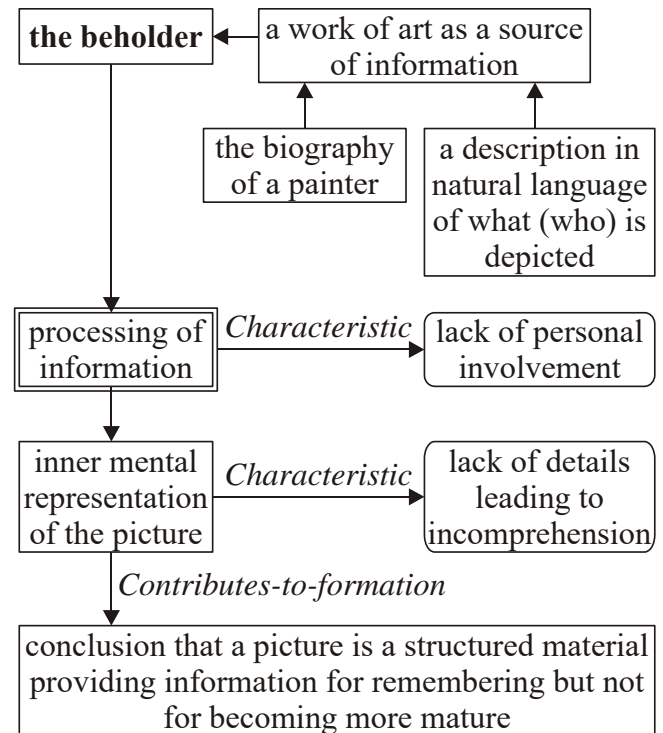 the beholder
a work of art as a source
of information
the biography
of a painter
a description in
natural language
of what (who) is
depicted
processing of
information
Characteristic
lack of personal
involvement
inner mental
representation
of the picture
Characteristic
lack of details
leading to
incomprehension
Contributes-to-formation
conclusion that a picture is a structured material
providing information for remembering but not
for becoming more mature